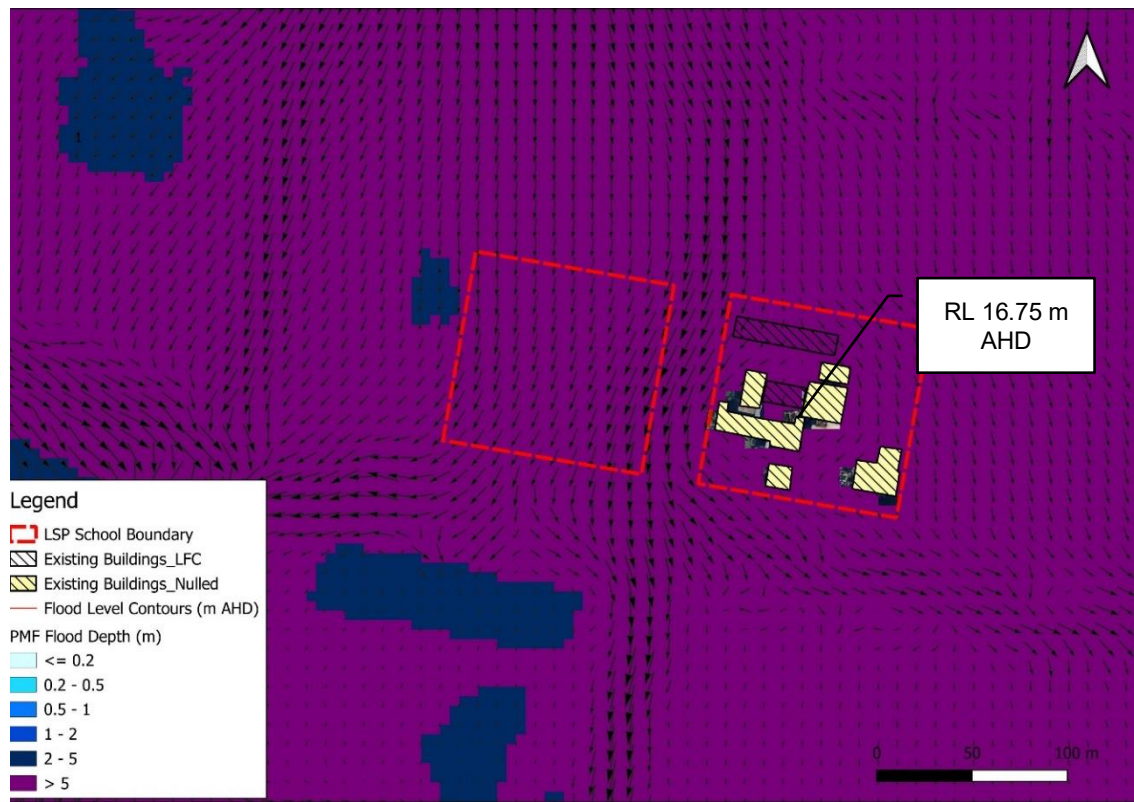 1
RL 16.75 m
AHD
Legend
LSP School Boundary
Existing Buildings_LFC
Existing Buildings_Nulled
Flood Level Contours (m AHD)
PMF Flood Depth (m)
<= 0.2
0.2 - 0.5
0.5 - 1
1 - 2
2 - 5
> 5
0 50 100 m